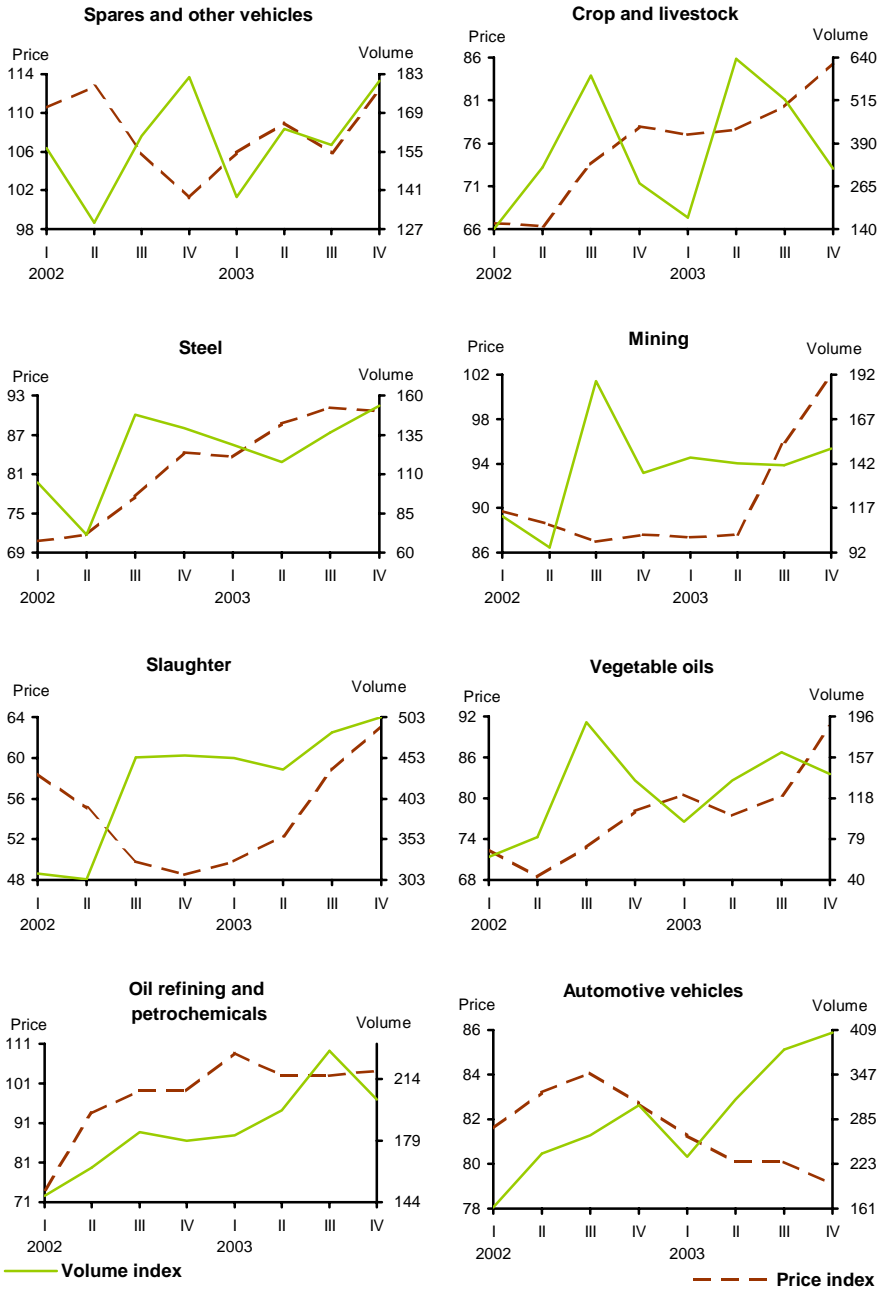 Spares and other vehicles
Price
Volume
114
110
106
102
98
183
169
155
141
127
I II III IV I II III IV
2002 2003
Crop and livestock
Price
Volume
86
81
76
71
66
640
515
390
265
140
I II III IV I II III IV
2002 2003
Steel
Price
Volume
93
87
81
75
69
160
135
110
85
60
I II III IV I II III IV
2002 2003
Mining
Price
Volume
102
98
94
90
86
192
167
142
117
92
I II III IV I II III IV
2002 2003
Slaughter
Price
Volume
64
60
56
52
48
503
453
403
353
303
I II III IV I II III IV
2002 2003
Vegetable oils
Price
Volume
92
86
80
74
68
196
157
118
79
40
I II III IV I II III IV
2002 2003
Oil refining and
petrochemicals
Price
Volume
111
101
91
81
71
214
179
144
I II III IV I II III IV
2002 2003
Automotive vehicles
Price
Volume
86
84
82
80
78
409
347
285
223
161
I II III IV I II III IV
2002 2003
Volume index
Price index